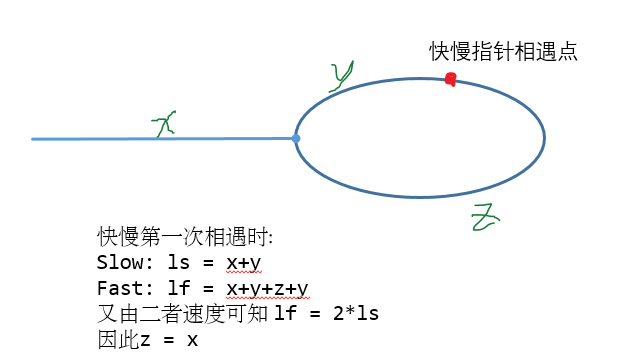 快慢指针相遇点
y
x
z
快慢第一次相遇时:
Slow: ls = x+y
Fast: lf = x+y+z+y
又由二者速度可知 lf = 2*ls
因此z = x